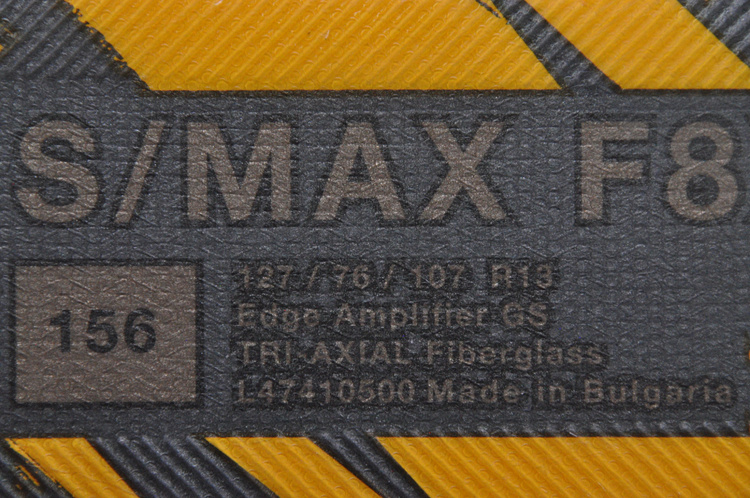 S/MAX F8
156
127 / 76 / 107 R13
Edge Amplifier GS
TRI-AXIAL Fiberglass
L47410500 Made in Bulgaria